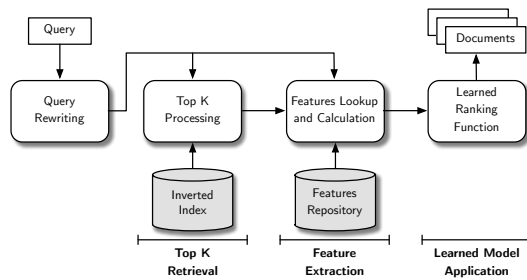 Query
Documents
Query
Rewriting
Top K
Processing
Features Lookup
and Calculation
Learned
Ranking
Function
Inverted
Index
Features
Repository
Top K
Retrieval
Feature
Extraction
Learned Model
Application